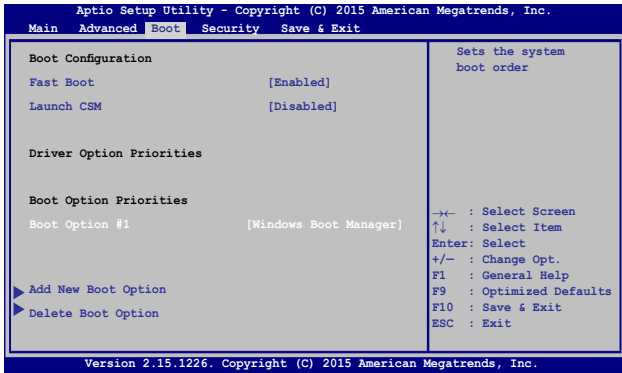 Aptio Setup Utility - Copyright (C) 2015 American Megatrends, Inc.
Main Advanced Boot Security Save & Exit
Boot Configuration
Fast Boot [Enabled]
Launch CSM [Disabled]
Driver Option Priorities
Boot Option Priorities
Boot Option #1 [Windows Boot Manager]
Add New Boot Option
Delete Boot Option
Sets the system
boot order
→← : Select Screen
↑↓ : Select Item
Enter: Select
+/— : Change Opt.
F1 : General Help
F9 : Optimized Defaults
F10 : Save & Exit
ESC : Exit
Version 2.15.1226. Copyright (C) 2015 American Megatrends, Inc.